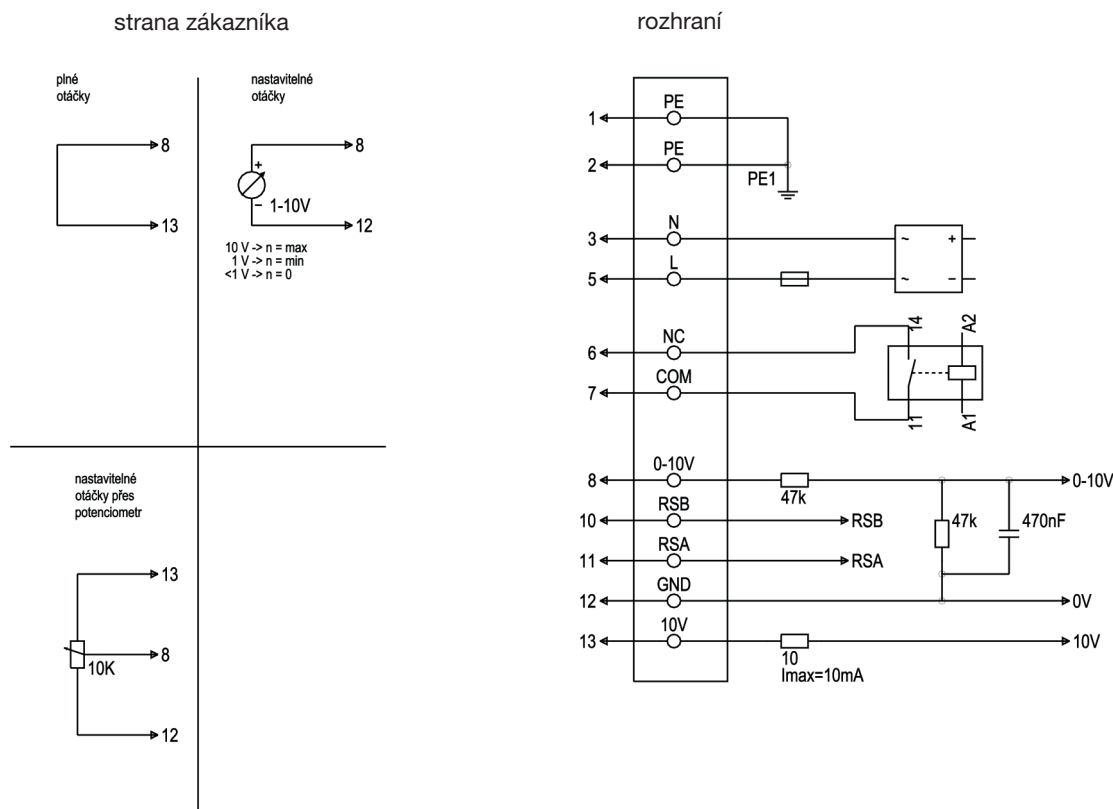 strana zákazníka
rozhraní
plné
otáčky
8
13
nastavitelné
otáčky
8
+
−
1-10V
12
10 V -> n = max
1 V -> n = min
<1 V -> n = 0
nastavitelné
otáčky přes
potenciometr
13
10K
8
12
1
PE
2
PE
PE1
3
N
~
+
5
L
~
−
6
NC
14
A2
7
COM
11
A1
8
0-10V
47k
0-10V
10
RSB
RSB
47k
470nF
11
RSA
RSA
12
GND
0V
13
10V
10
Imax=10mA
10V